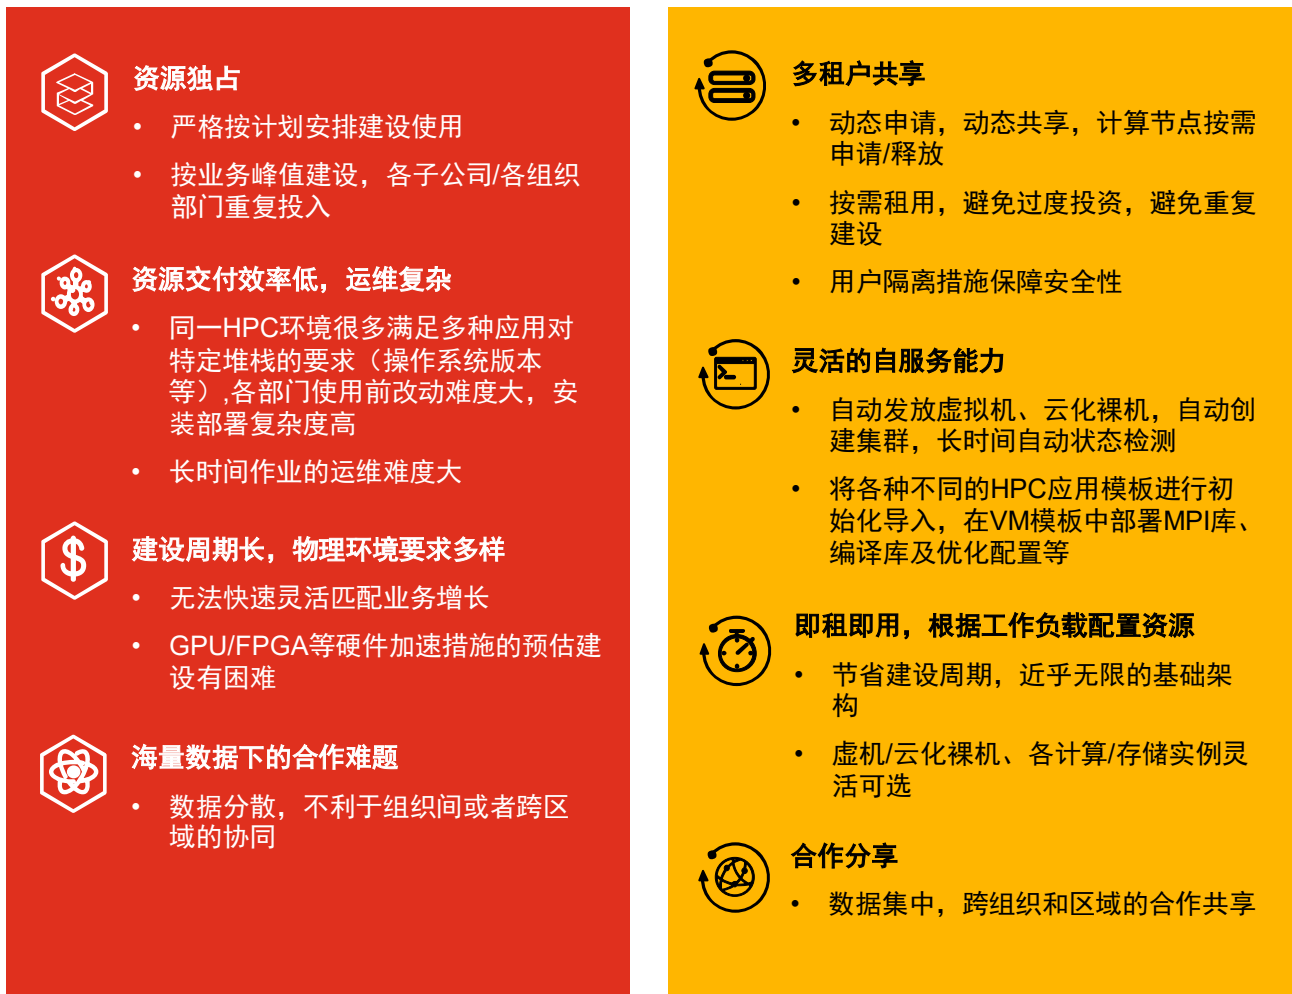 资源独占
• 严格按计划安排建设使用
• 按业务峰值建设，各子公司/各组织
部门重复投入
资源交付效率低，运维复杂
• 同一HPC环境很多满足多种应用对
特定堆栈的要求（操作系统版本
等）,各部门使用前改动难度大，安
装部署复杂度高
• 长时间作业的运维难度大
建设周期长，物理环境要求多样
• 无法快速灵活匹配业务增长
• GPU/FPGA等硬件加速措施的预估建
设有困难
海量数据下的合作难题
• 数据分散，不利于组织间或者跨区
域的协同
多租户共享
• 动态申请，动态共享，计算节点按需
申请/释放
• 按需租用，避免过度投资，避免重复
建设
• 用户隔离措施保障安全性
灵活的自服务能力
• 自动发放虚拟机、云化裸机，自动创
建集群，长时间自动状态检测
• 将各种不同的HPC应用模板进行初
始化导入，在VM模板中部署MPI库、
编译库及优化配置等
即租即用，根据工作负载配置资源
• 节省建设周期，近乎无限的基础架
构
• 虚机/云化裸机、各计算/存储实例灵
活可选
合作分享
• 数据集中，跨组织和区域的合作共享